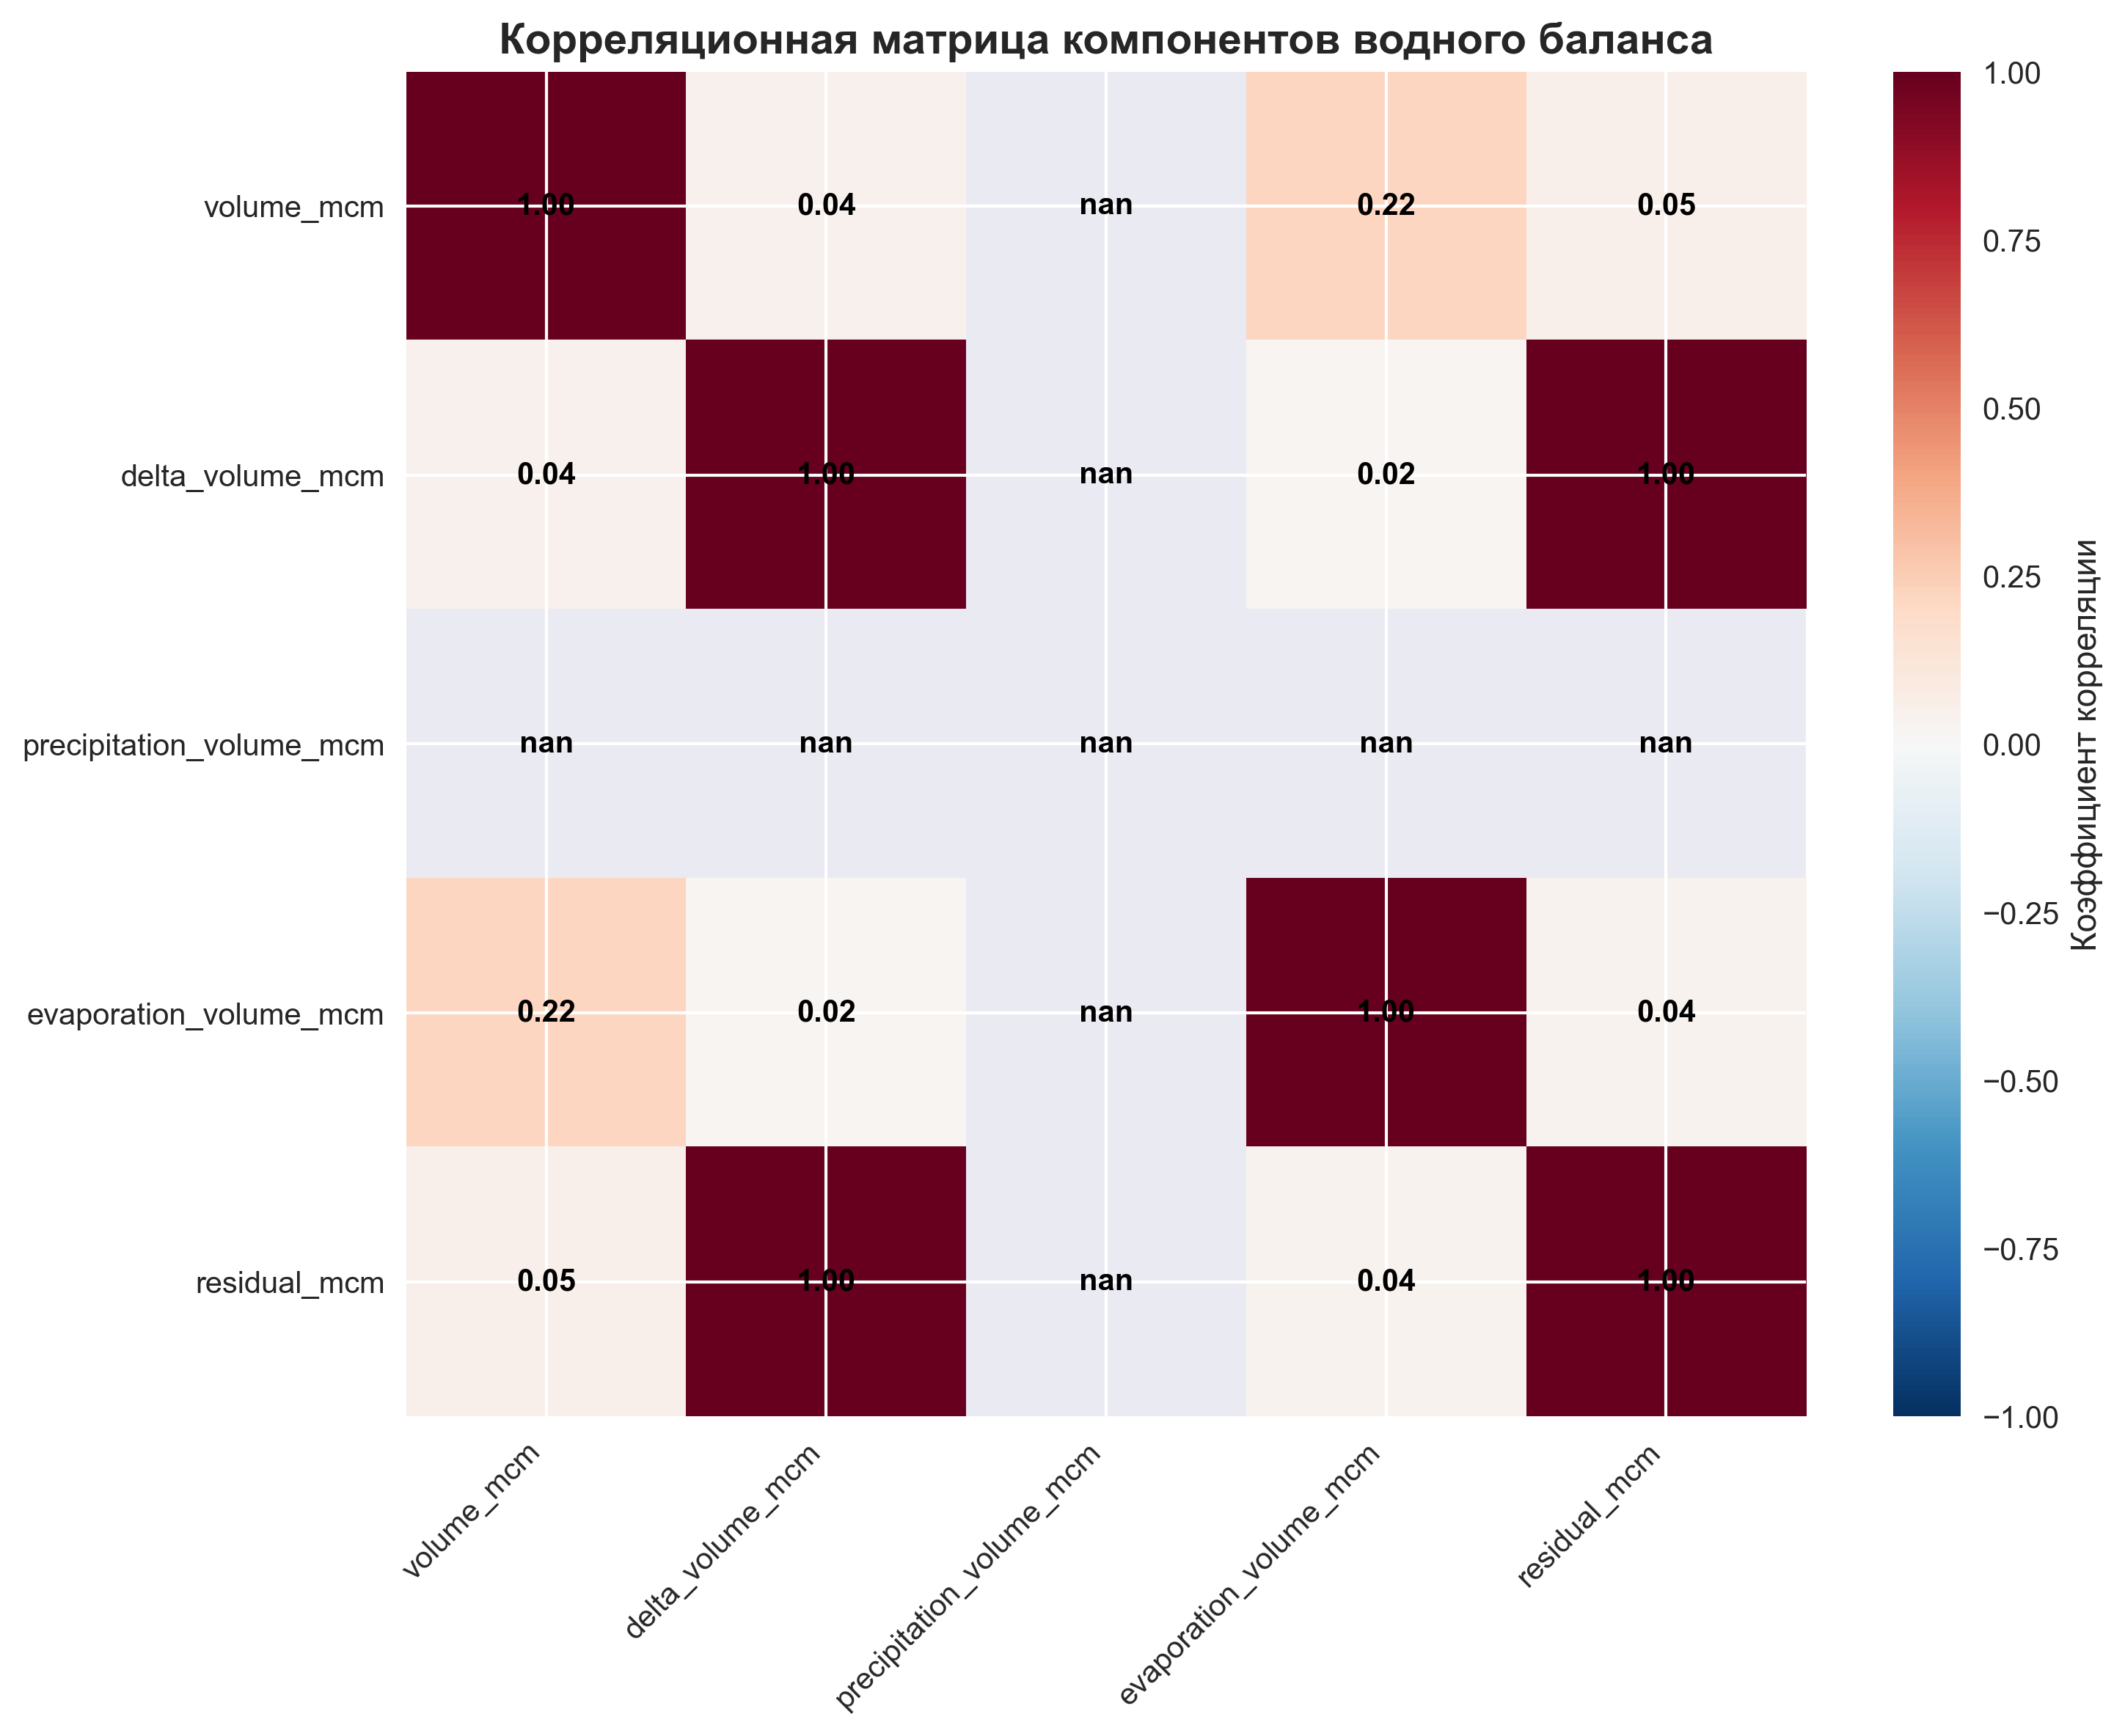 Корреляционная матрица компонентов водного баланса
volume_mcm 1.00 0.04 nan 0.22 0.05
delta_volume_mcm 0.04 1.00 nan 0.02 1.00
precipitation_volume_mcm nan nan nan nan nan
evaporation_volume_mcm 0.22 0.02 nan 1.00 0.04
residual_mcm 0.05 1.00 nan 0.04 1.00
volume_mcm
delta_volume_mcm
precipitation_volume_mcm
evaporation_volume_mcm
residual_mcm
1.00
0.75
0.50
0.25
0.00
−0.25
−0.50
−0.75
−1.00
Коэффициент корреляции